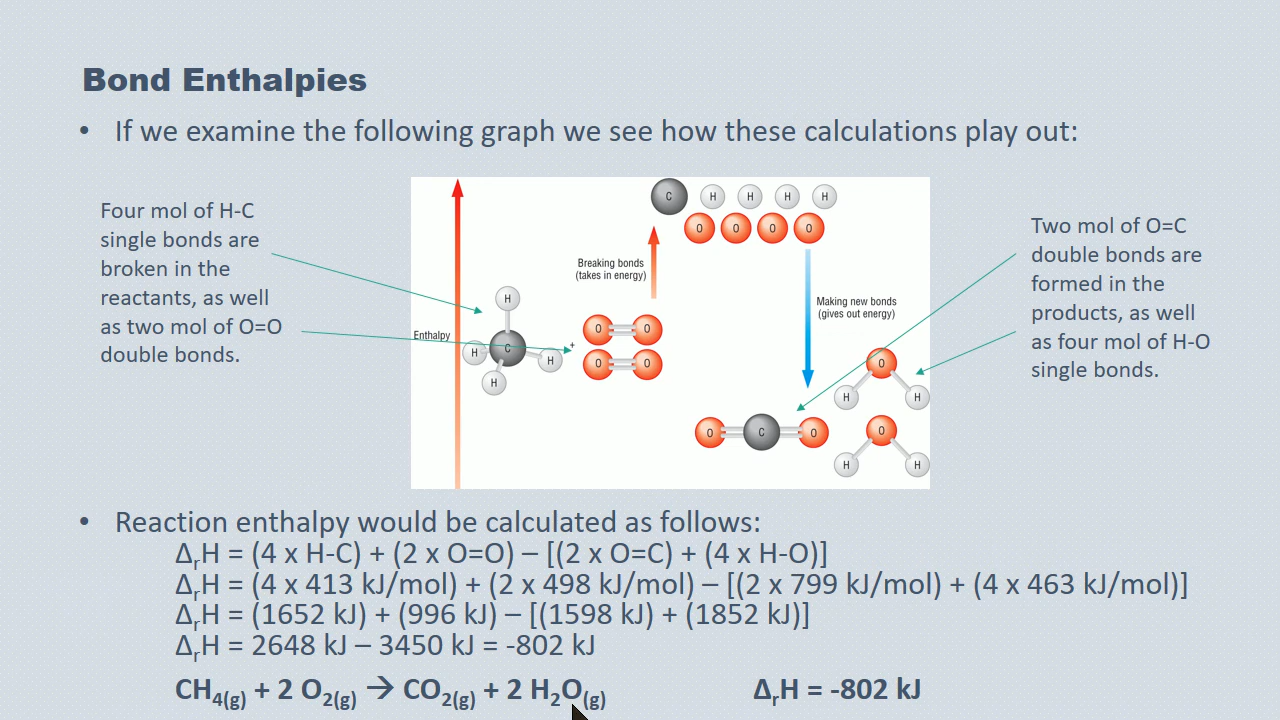 Bond Enthalpies
• If we examine the following graph we see how these calculations play out:
Four mol of H-C
single bonds are
broken in the
reactants, as well
as two mol of O=O
double bonds.
C H H H H
O O O O
Breaking bonds
(takes in energy)
Making new bonds
(gives out energy)
Enthalpy
H
H C H
H
+
O O
O O
O C O
O
H H
O
H H
Two mol of O=C
double bonds are
formed in the
products, as well
as four mol of H-O
single bonds.
• Reaction enthalpy would be calculated as follows:
ΔrH = (4 x H-C) + (2 x O=O) – [(2 x O=C) + (4 x H-O)]
ΔrH = (4 x 413 kJ/mol) + (2 x 498 kJ/mol) – [(2 x 799 kJ/mol) + (4 x 463 kJ/mol)]
ΔrH = (1652 kJ) + (996 kJ) – [(1598 kJ) + (1852 kJ)]
ΔrH = 2648 kJ – 3450 kJ = -802 kJ
CH4(g) + 2 O2(g) → CO2(g) + 2 H2O(g) ΔrH = -802 kJ